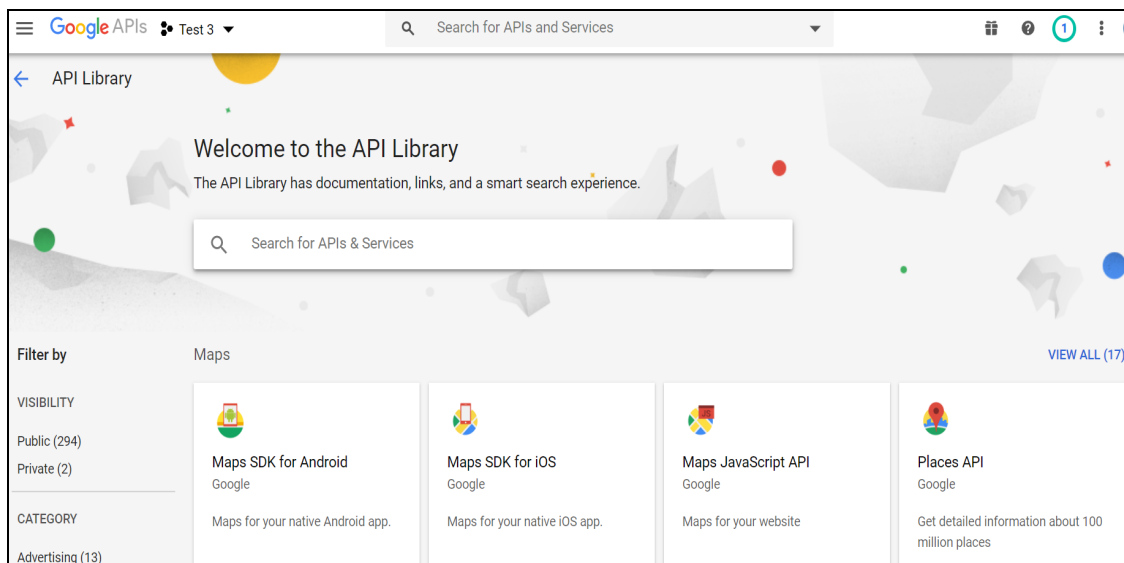 Google APIs
Test 3
Search for APIs and Services
1
API Library
Welcome to the API Library
The API Library has documentation, links, and a smart search experience.
Search for APIs & Services
Filter by
Maps
VIEW ALL (17)
VISIBILITY
Public (294)
Private (2)
CATEGORY
Advertising (13)
Maps SDK for Android
Google
Maps for your native Android app.
Maps SDK for iOS
Google
Maps for your native iOS app.
JS
Maps JavaScript API
Google
Maps for your website
Places API
Google
Get detailed information about 100
million places